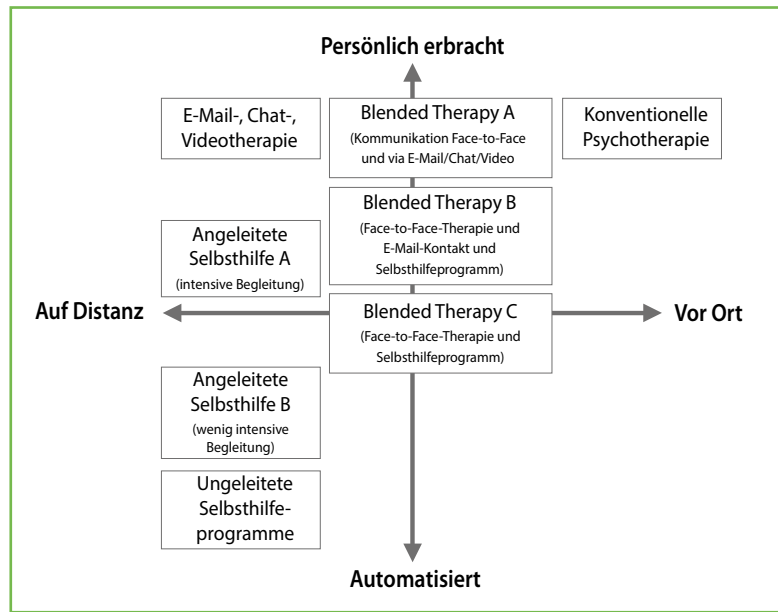 Persönlich erbracht
E-Mail-, Chat-,
Videotherapie
Blended Therapy A
(Kommunikation Face-to-Face
und via E-Mail/Chat/Video
Konventionelle
Psychotherapie
Blended Therapy B
(Face-to-Face-Therapie und
E-Mail-Kontakt und
Selbsthilfeprogramm)
Angeleitete
Selbsthilfe A
(intensive Begleitung)
Auf Distanz
Blended Therapy C
(Face-to-Face-Therapie und
Selbsthilfeprogramm)
Vor Ort
Angeleitete
Selbsthilfe B
(wenig intensive
Begleitung)
Ungeleitete
Selbsthilfe-
programme
Automatisiert